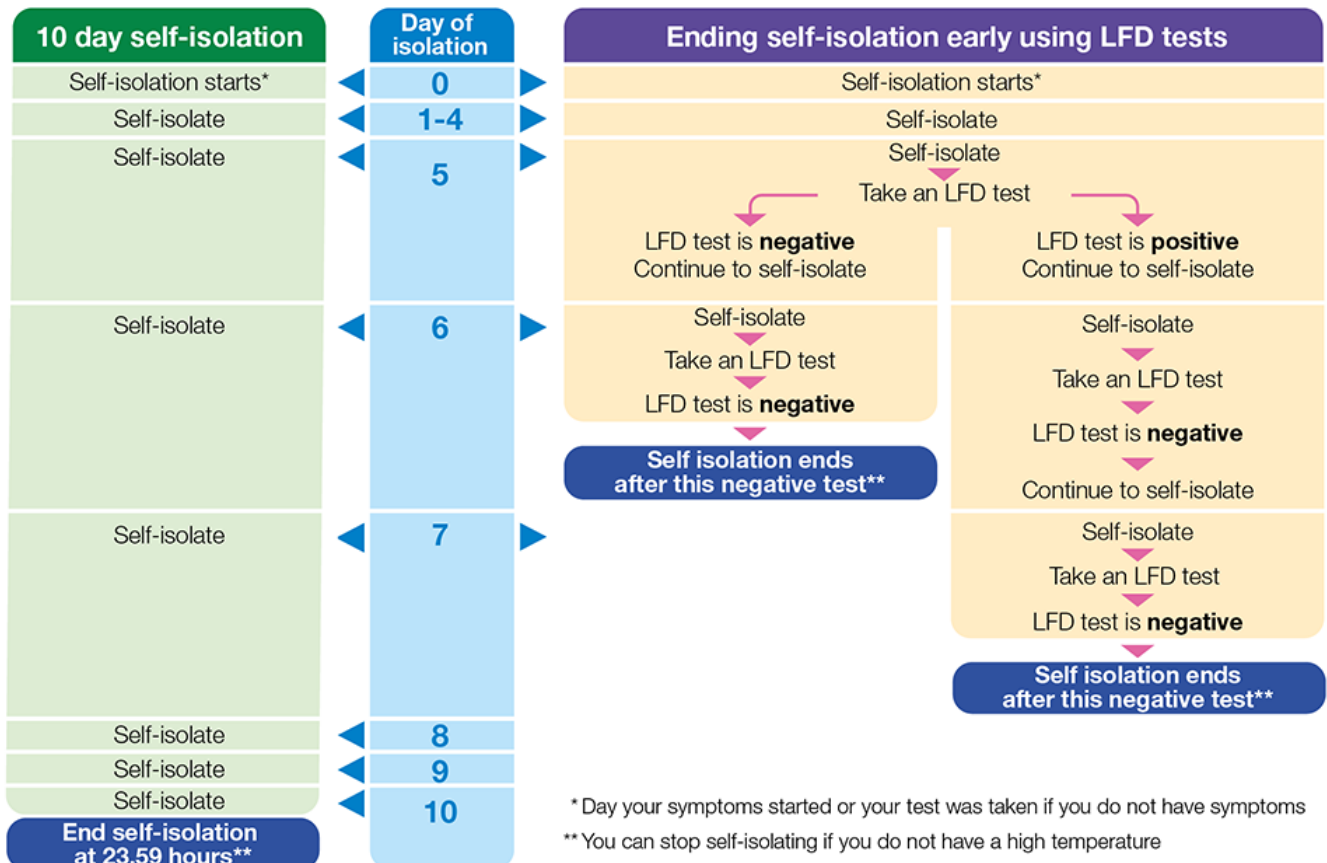 10 day self-isolation
Day of
isolation
Ending self-isolation early using LFD tests
Self-isolation starts*
0
Self-isolation starts*
Self-isolate
1-4
Self-isolate
Self-isolate
5
Self-isolate
Take an LFD test
LFD test is negative
Continue to self-isolate
LFD test is positive
Continue to self-isolate
Self-isolate
6
Self-isolate
Take an LFD test
LFD test is negative
Self isolation ends
after this negative test**
Self-isolate
Take an LFD test
LFD test is negative
Continue to self-isolate
Self-isolate
7
Self-isolate
Take an LFD test
LFD test is negative
Self isolation ends
after this negative test**
Self-isolate
8
Self-isolate
9
Self-isolate
10
End self-isolation
at 23.59 hours**
* Day your symptoms started or your test was taken if you do not have symptoms
** You can stop self-isolating if you do not have a high temperature